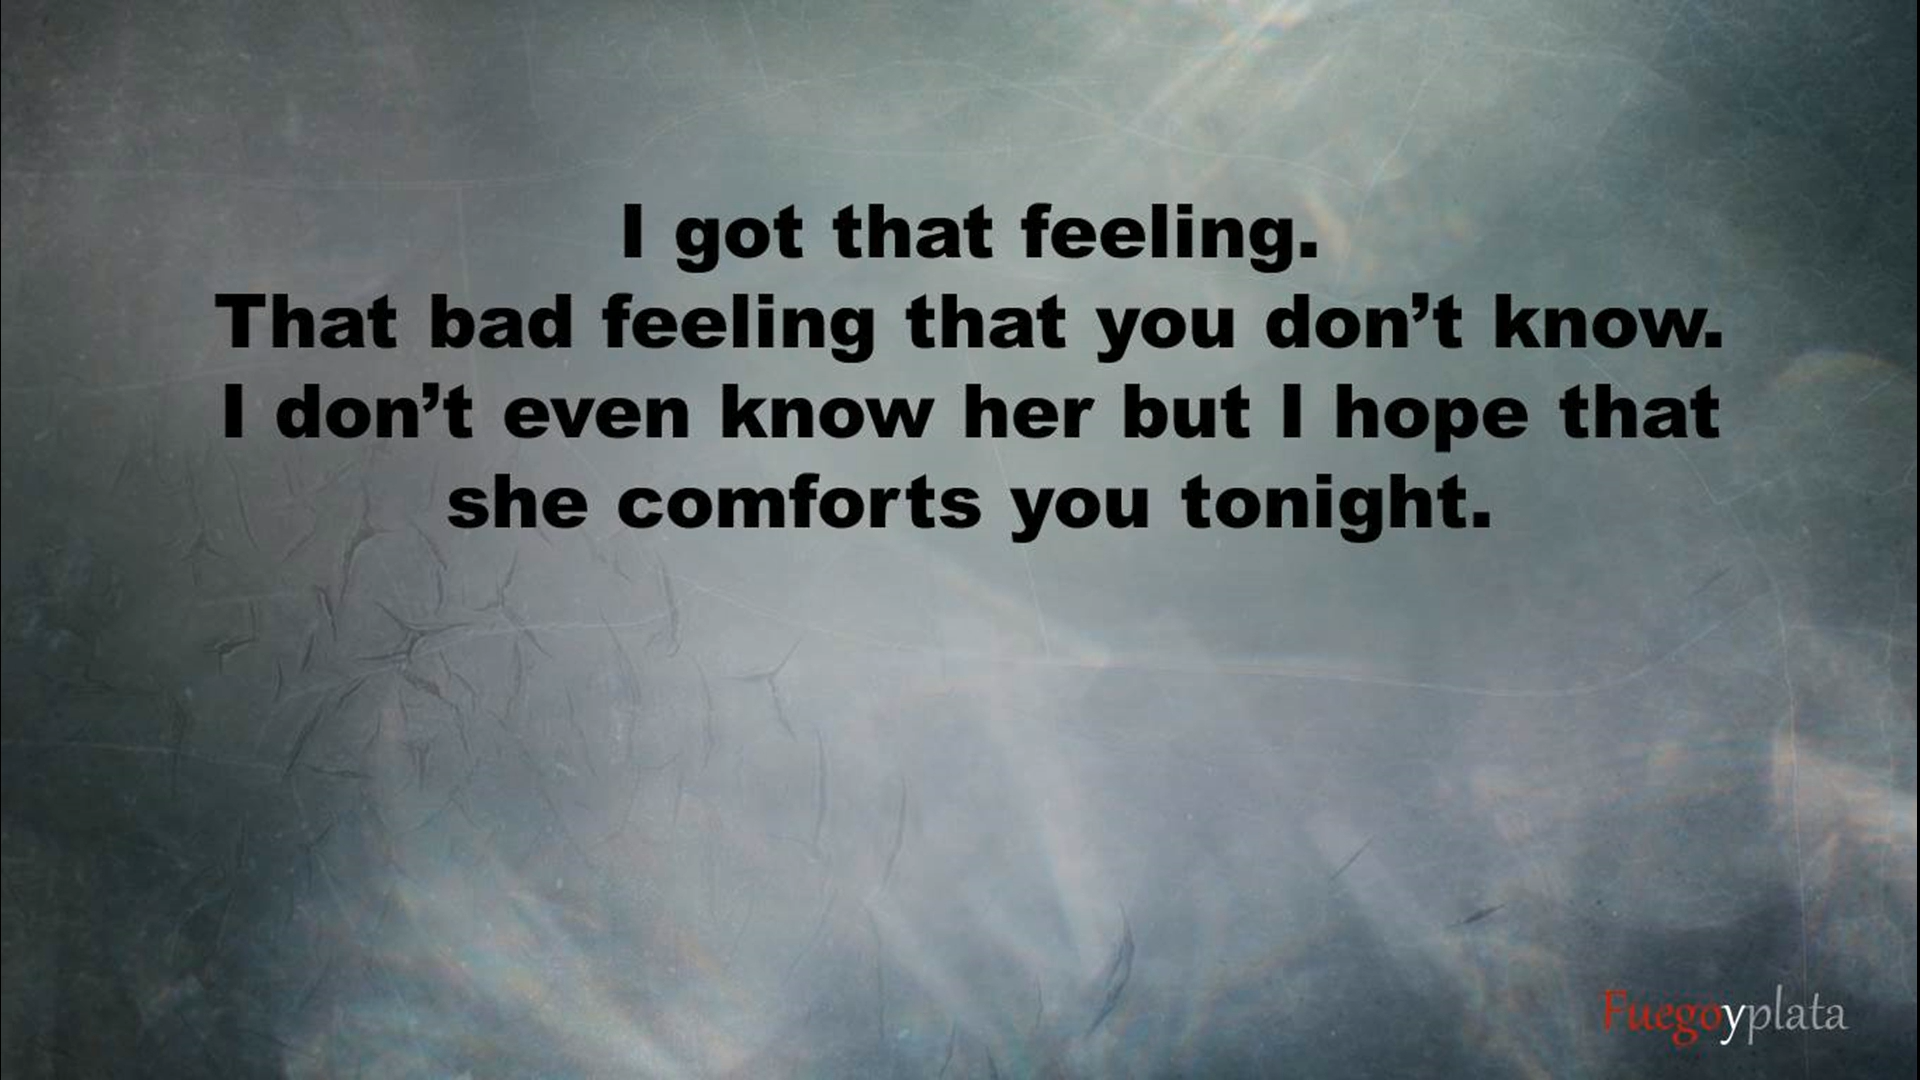 I got that feeling.
That bad feeling that you don’t know.
I don’t even know her but I hope that
she comforts you tonight.
Fuegoyplata